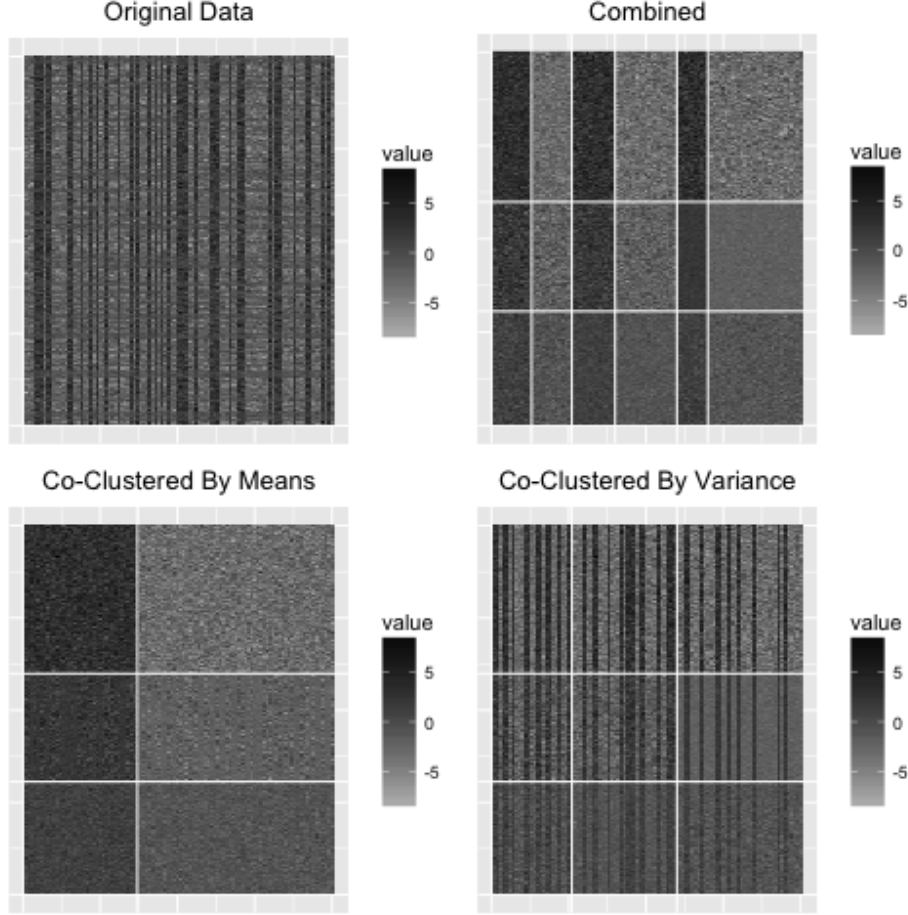 Original Data
value
5
0
-5
Combined
value
5
0
-5
Co-Clustered By Means
value
5
0
-5
Co-Clustered By Variance
value
5
0
-5